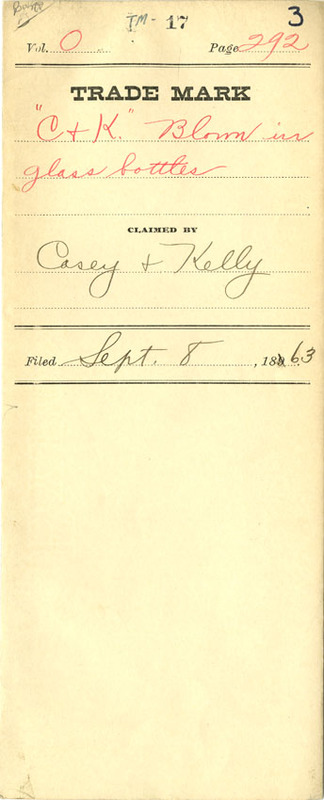 TM- 17 3
Vol. 0 Page 292
TRADE MARK
"C & K." Blown in
glass bottles
CLAIMED BY
Casey & Kelly
Filed Sept. 8, 1863.